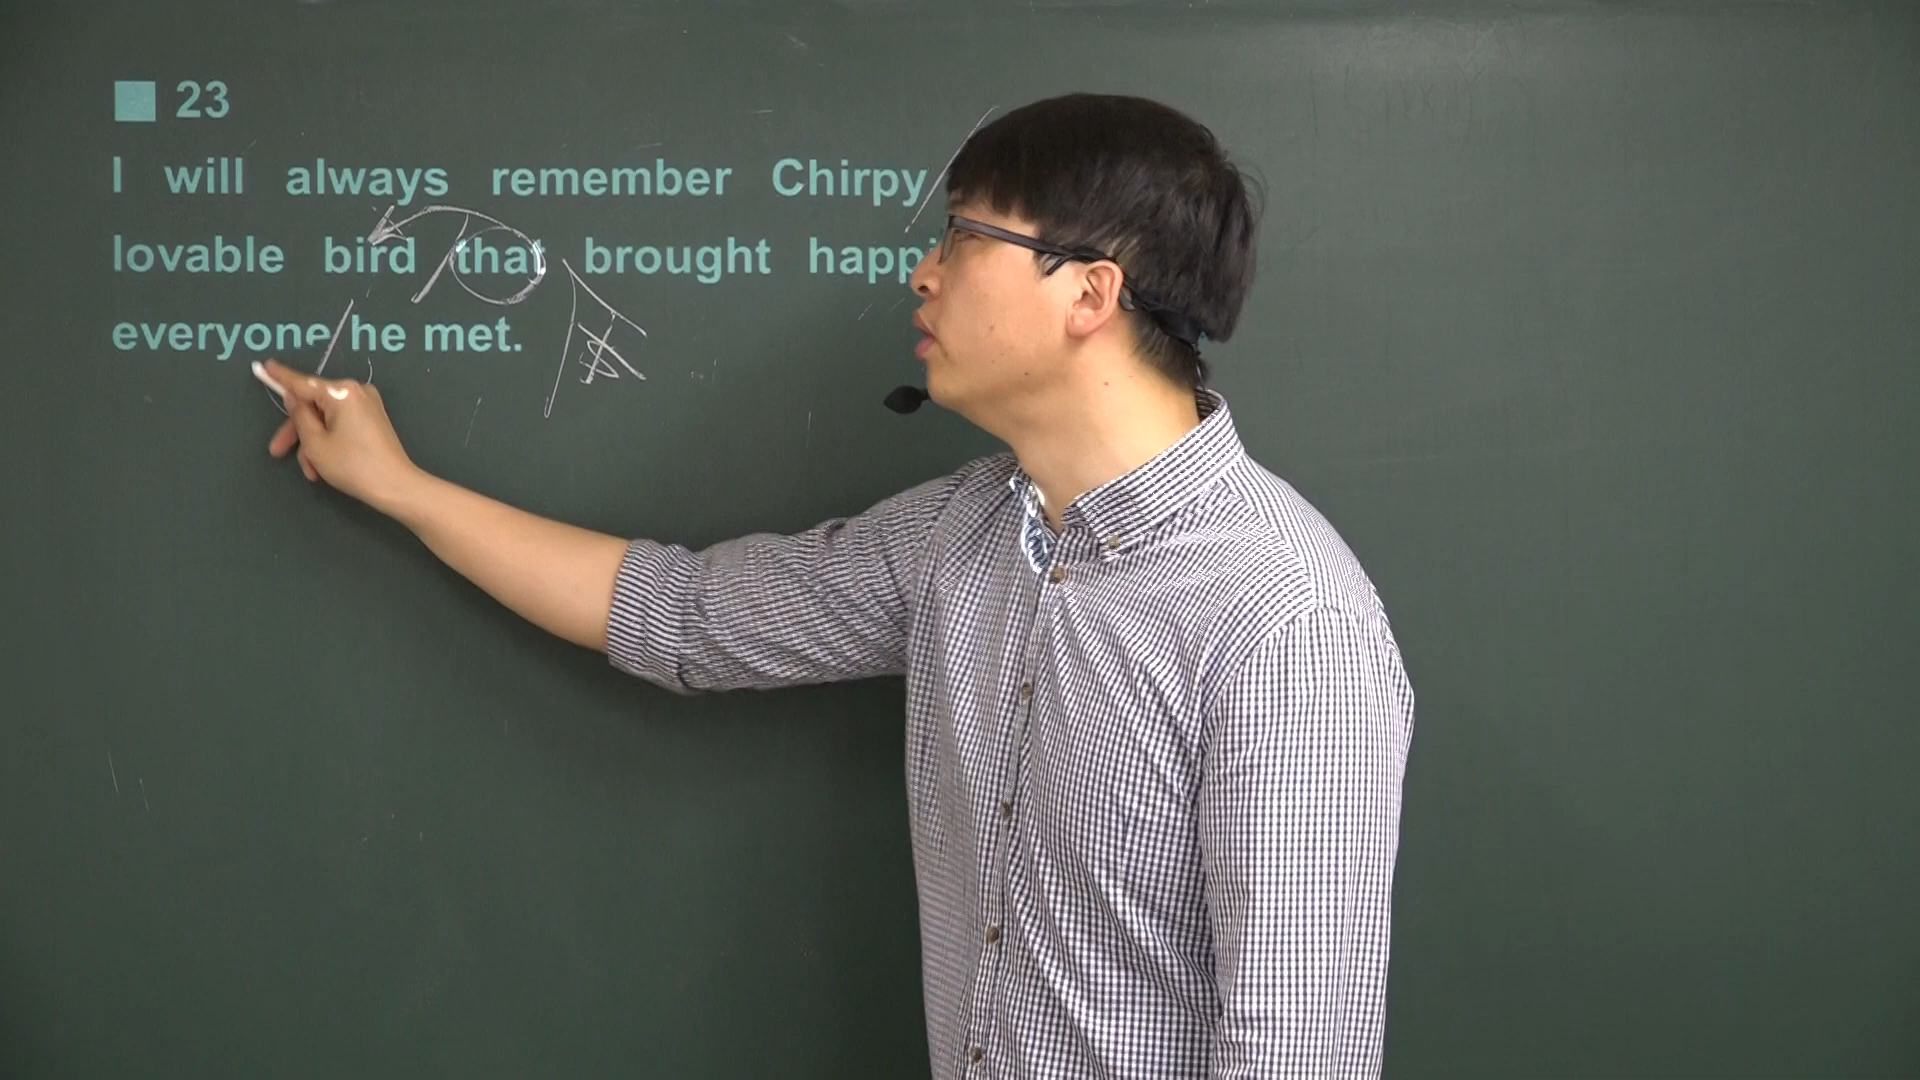 23
I will always remember Chirpy
lovable bird that brought happi
everyone he met.